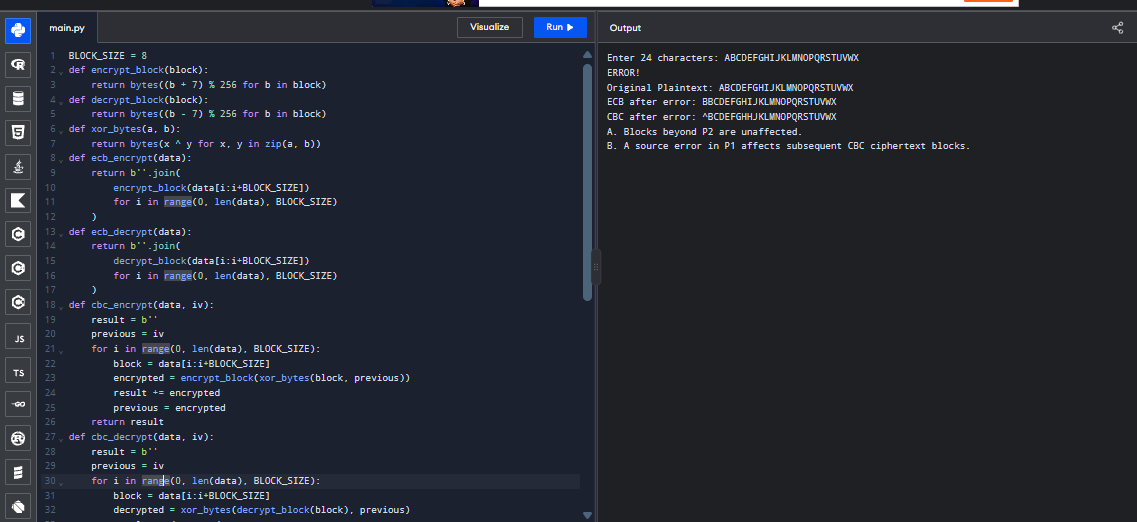 main.py
Visualize
Run
Output
JS
TS
GO
1 BLOCK_SIZE = 8
2 def encrypt_block(block):
3 return bytes((b + 7) % 256 for b in block)
4 def decrypt_block(block):
5 return bytes((b - 7) % 256 for b in block)
6 def xor_bytes(a, b):
7 return bytes(x ^ y for x, y in zip(a, b))
8 def ecb_encrypt(data):
9 return b''.join(
10 encrypt_block(data[i:i+BLOCK_SIZE])
11 for i in range(0, len(data), BLOCK_SIZE)
12 )
13 def ecb_decrypt(data):
14 return b''.join(
15 decrypt_block(data[i:i+BLOCK_SIZE])
16 for i in range(0, len(data), BLOCK_SIZE)
17 )
18 def cbc_encrypt(data, iv):
19 result = b''
20 previous = iv
21 for i in range(0, len(data), BLOCK_SIZE):
22 block = data[i:i+BLOCK_SIZE]
23 encrypted = encrypt_block(xor_bytes(block, previous))
24 result += encrypted
25 previous = encrypted
26 return result
27 def cbc_decrypt(data, iv):
28 result = b''
29 previous = iv
30 for i in range(0, len(data), BLOCK_SIZE):
31 block = data[i:i+BLOCK_SIZE]
32 decrypted = xor_bytes(decrypt_block(block), previous)
Enter 24 characters: ABCDEFGHIJKLMNOPQRSTUVWX
ERROR!
Original Plaintext: ABCDEFGHIJKLMNOPQRSTUVWX
ECB after error: BBCDEFGHIJKLMNOPQRSTUVWX
CBC after error: ^BCDEFGHHJKLMNOPQRSTUVWX
A. Blocks beyond P2 are unaffected.
B. A source error in P1 affects subsequent CBC ciphertext blocks.